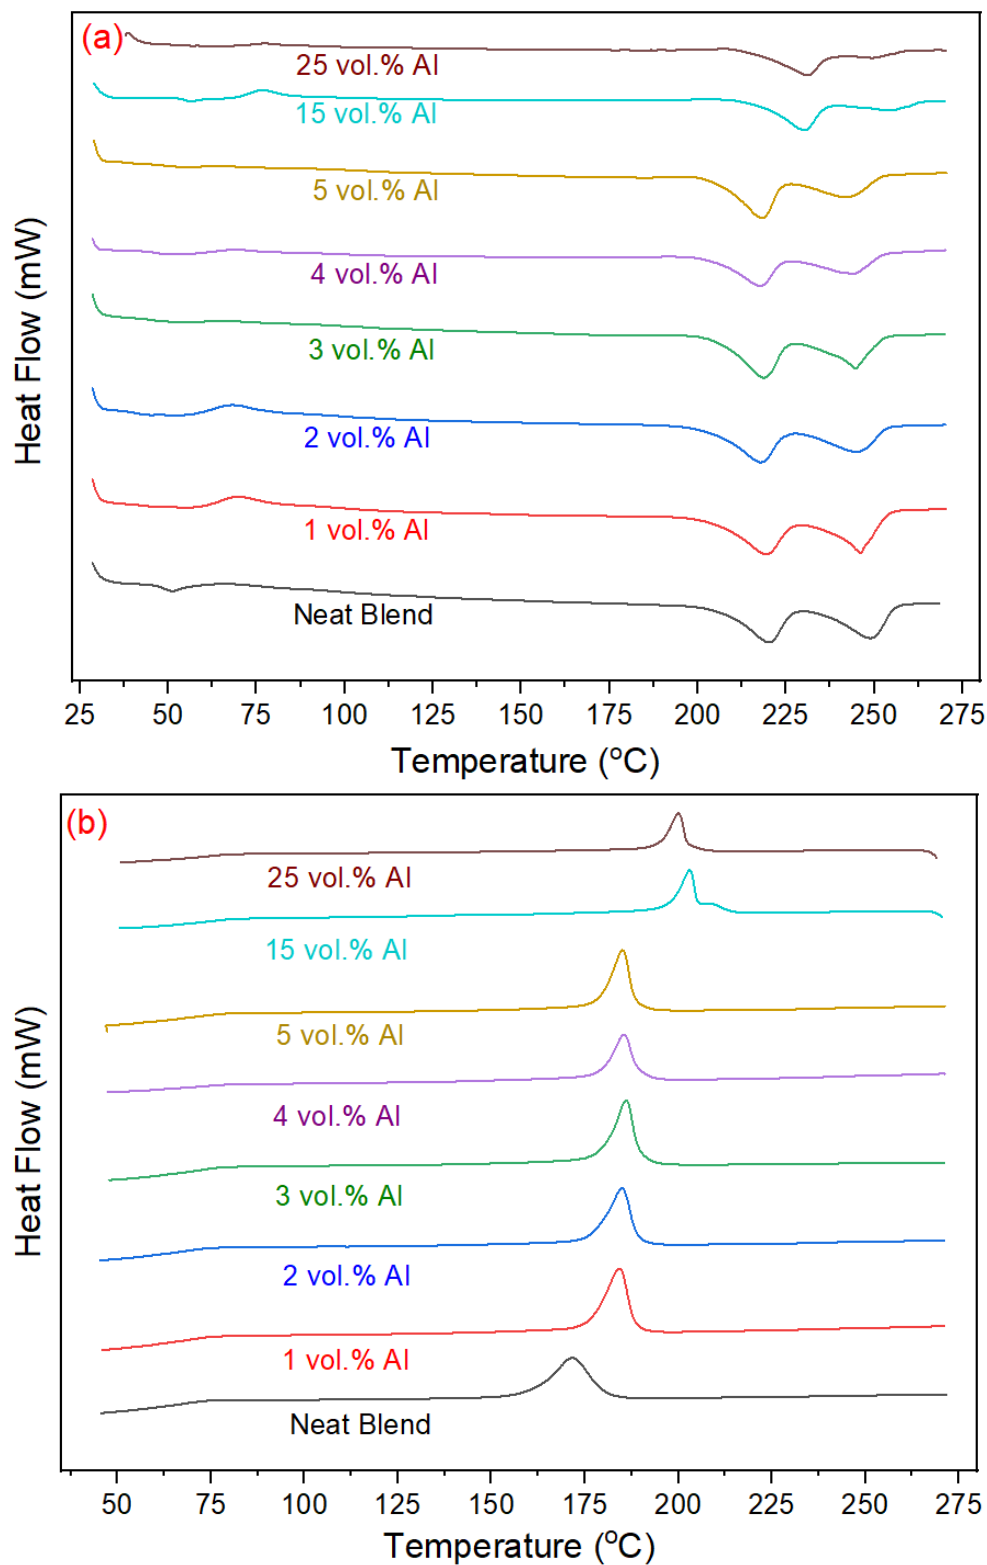 (a)
25 vol.% Al
15 vol.% Al
5 vol.% Al
4 vol.% Al
3 vol.% Al
2 vol.% Al
1 vol.% Al
Neat Blend
Heat Flow (mW)
25 50 75 100 125 150 175 200 225 250 275
Temperature (°C)
(b)
25 vol.% Al
15 vol.% Al
5 vol.% Al
4 vol.% Al
3 vol.% Al
2 vol.% Al
1 vol.% Al
Neat Blend
Heat Flow (mW)
50 75 100 125 150 175 200 225 250 275
Temperature (°C)